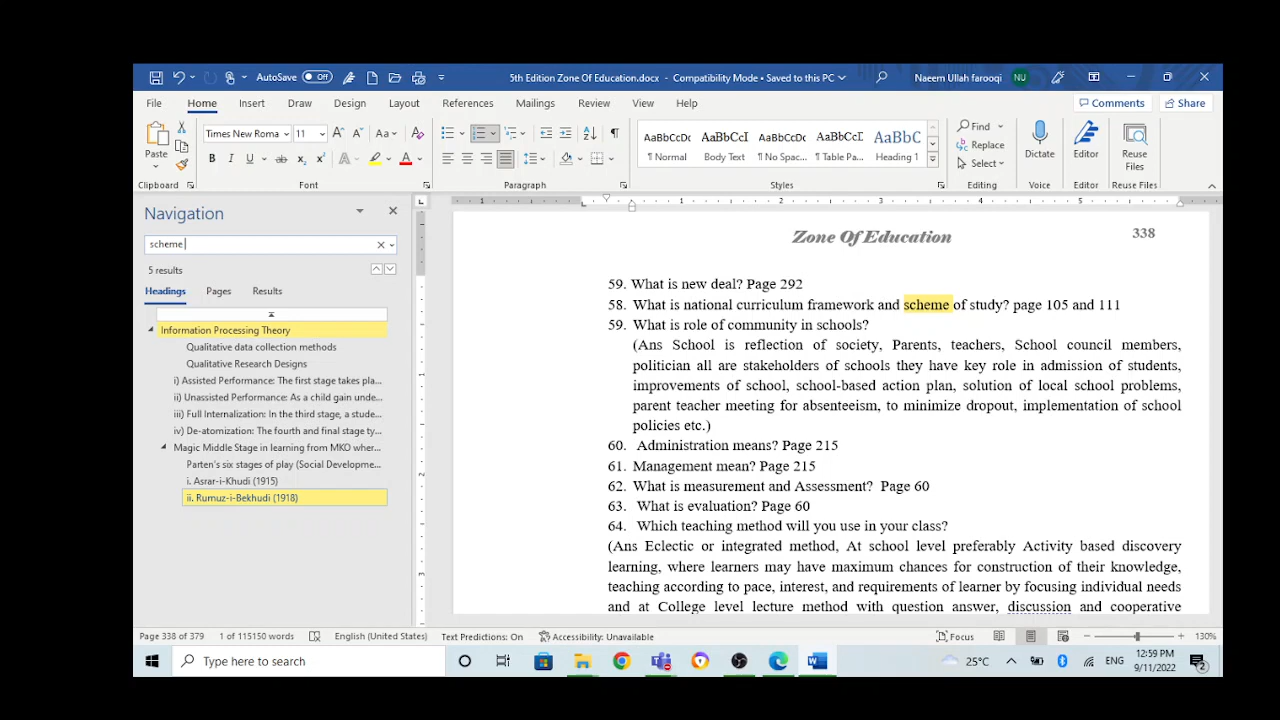 AutoSave Off
5th Edition Zone Of Education.docx - Compatibility Mode • Saved to this PC
Naeem Ullah farooqi NU
File Home Insert Draw Design Layout References Mailings Review View Help
Comments Share
Times New Roma 11
AaBbCcDc AaBbCcI AaBbCcDc AaBbCcDc AaBbC
¶ Normal Body Text ¶ No Spac... ¶ Table Pa... Heading 1
Paste
Find
Replace
Select
Dictate
Editor
Reuse Files
Clipboard Font Paragraph Styles Editing Voice Editor Reuse Files
Navigation
scheme
5 results
Headings Pages Results
Information Processing Theory
Qualitative data collection methods
Qualitative Research Designs
i) Assisted Performance: The first stage takes pla...
ii) Unassisted Performance: As a child gain unde...
iii) Full Internalization: In the third stage, a stude...
iv) De-atomization: The fourth and final stage ty...
Magic Middle Stage in learning from MKO wher...
Parten's six stages of play (Social Developme...
i. Asrar-i-Khudi (1915)
ii. Rumuz-i-Bekhudi (1918)
1 1 2 3 4 5
1
2
3
Zone Of Education 338
59. What is new deal? Page 292
58. What is national curriculum framework and scheme of study? page 105 and 111
59. What is role of community in schools?
(Ans School is reflection of society, Parents, teachers, School council members,
politician all are stakeholders of schools they have key role in admission of students,
improvements of school, school-based action plan, solution of local school problems,
parent teacher meeting for absenteeism, to minimize dropout, implementation of school
policies etc.)
60. Administration means? Page 215
61. Management mean? Page 215
62. What is measurement and Assessment? Page 60
63. What is evaluation? Page 60
64. Which teaching method will you use in your class?
(Ans Eclectic or integrated method, At school level preferably Activity based discovery
learning, where learners may have maximum chances for construction of their knowledge,
teaching according to pace, interest, and requirements of learner by focusing individual needs
and at College level lecture method with question answer, discussion and cooperative
Page 338 of 379 1 of 115150 words English (United States) Text Predictions: On Accessibility: Unavailable Focus 130%
Type here to search
25°C ENG 12:59 PM
9/11/2022 2